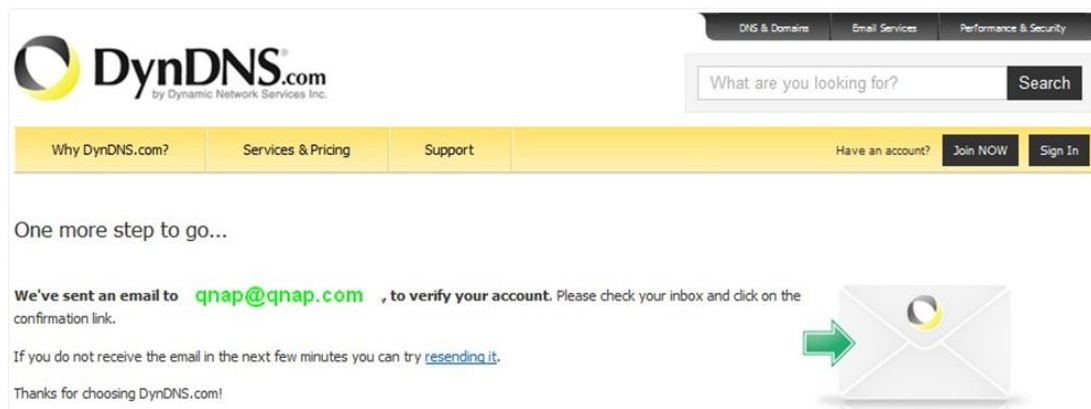 DNS & Domains Email Services Performance & Security
DynDNS.com
by Dynamic Network Services Inc.
What are you looking for? Search
Why DynDNS.com? Services & Pricing Support Have an account? Join NOW Sign In
One more step to go...
We've sent an email to qnap@qnap.com , to verify your account. Please check your inbox and click on the
confirmation link.
If you do not receive the email in the next few minutes you can try resending it.
Thanks for choosing DynDNS.com!